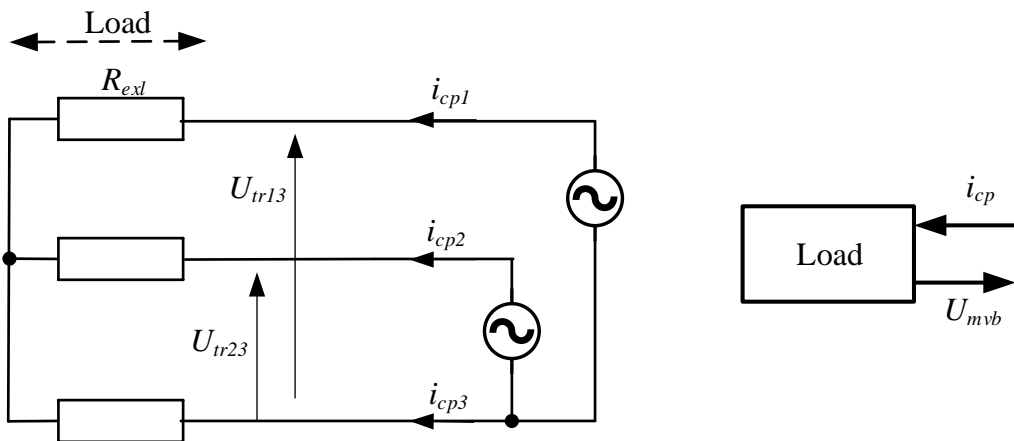 Load
R_exl
i_cp1
U_tr13
i_cp2
U_tr23
i_cp3
i_cp
Load
U_mvb